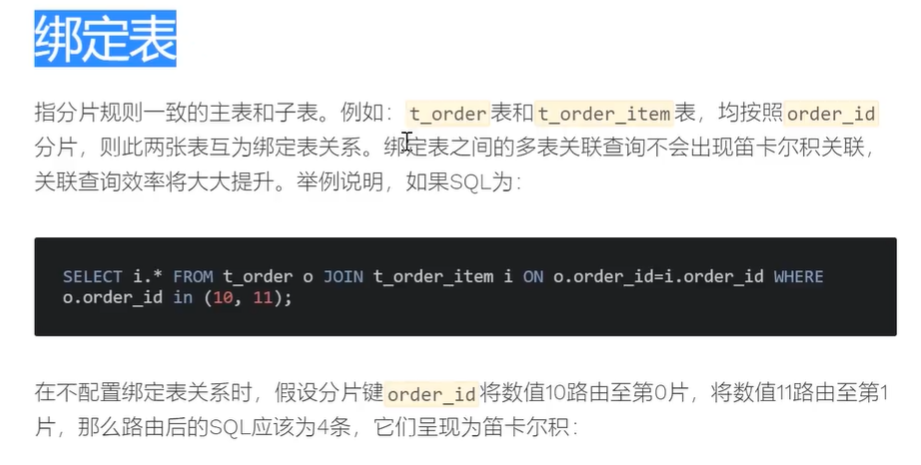 绑定表
指分片规则一致的主表和子表。例如：t_order表和t_order_item表，均按照order_id
分片，则此两张表互为绑定表关系。绑定表之间的多表关联查询不会出现笛卡尔积关联，
关联查询效率将大大提升。举例说明，如果SQL为：
SELECT i.* FROM t_order o JOIN t_order_item i ON o.order_id=i.order_id WHERE
o.order_id in (10, 11);
在不配置绑定表关系时，假设分片键order_id将数值10路由至第0片，将数值11路由至第1
片，那么路由后的SQL应该为4条，它们呈现为笛卡尔积：